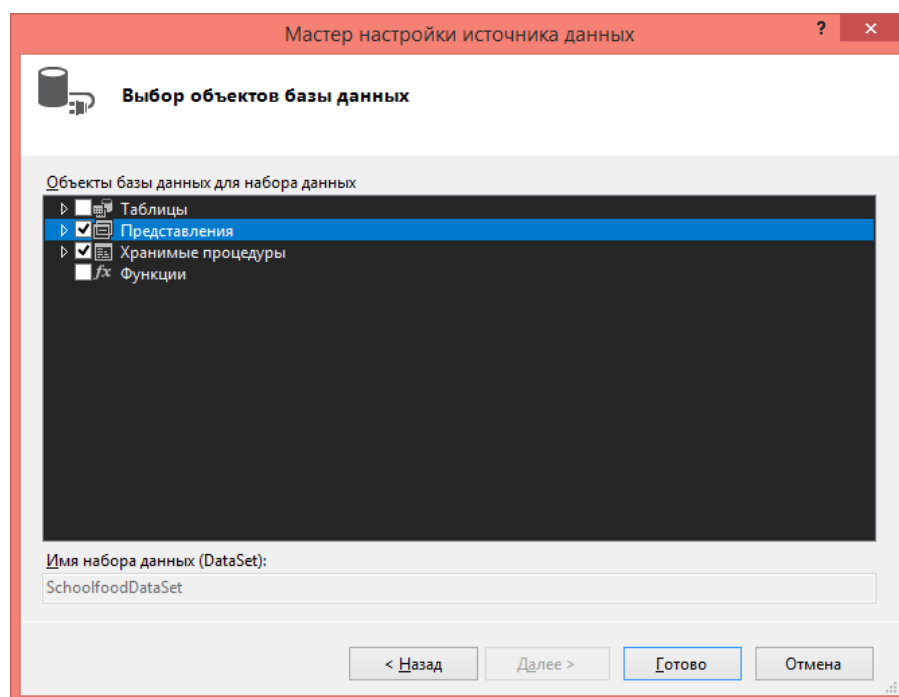 Мастер настройки источника данных
? ×
Выбор объектов базы данных
Объекты базы данных для набора данных
Таблицы
Представления
Хранимые процедуры
fx Функции
Имя набора данных (DataSet):
SchoolfoodDataSet
< Назад Далее > Готово Отмена